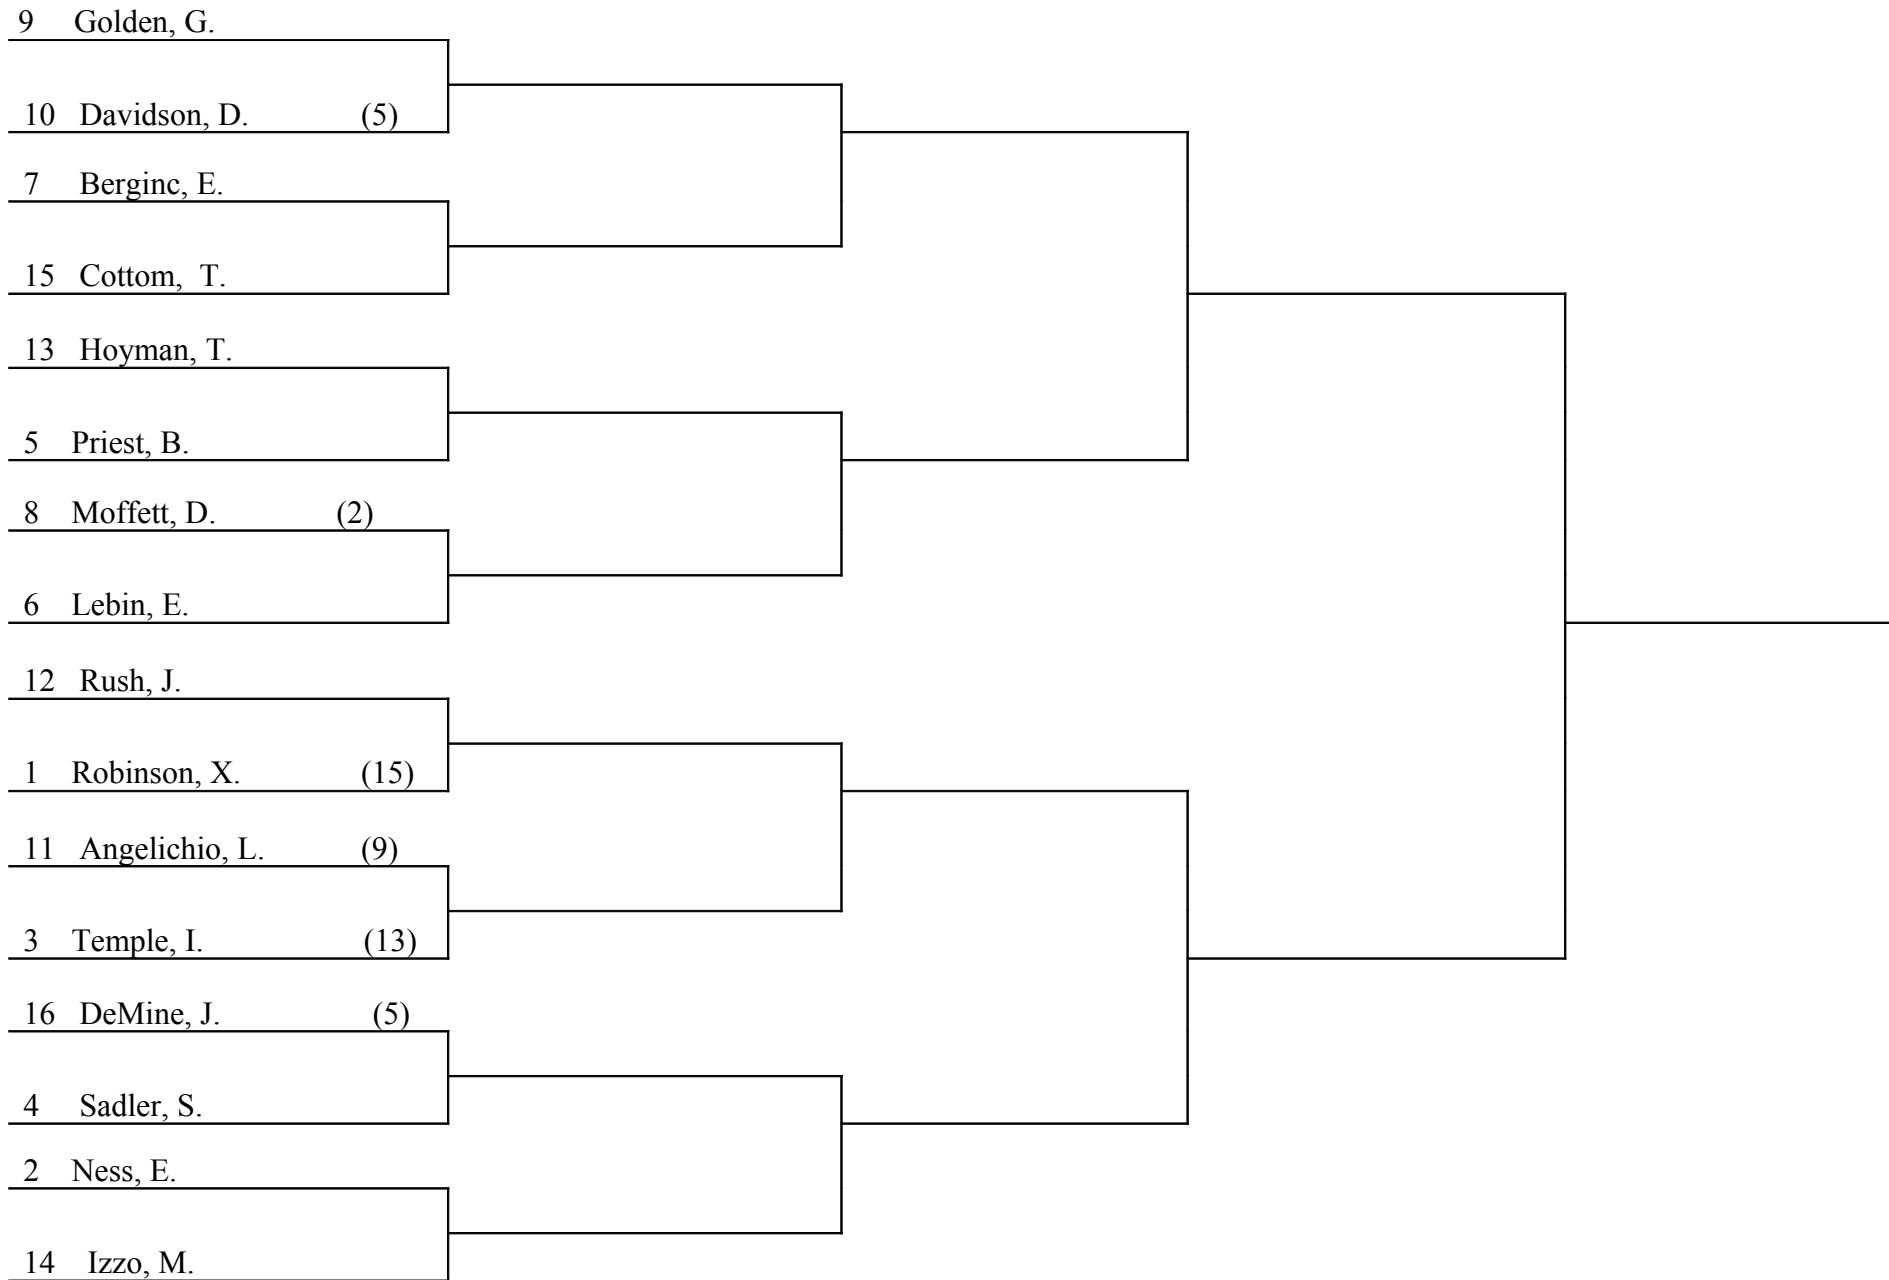 9 Golden, G.
10 Davidson, D. (5)
7 Berginc, E.
15 Cottom, T.
13 Hoyman, T.
5 Priest, B.
8 Moffett, D. (2)
6 Lebin, E.
12 Rush, J.
1 Robinson, X. (15)
11 Angelichio, L. (9)
3 Temple, I. (13)
16 DeMine, J. (5)
4 Sadler, S.
2 Ness, E.
14 Izzo, M.